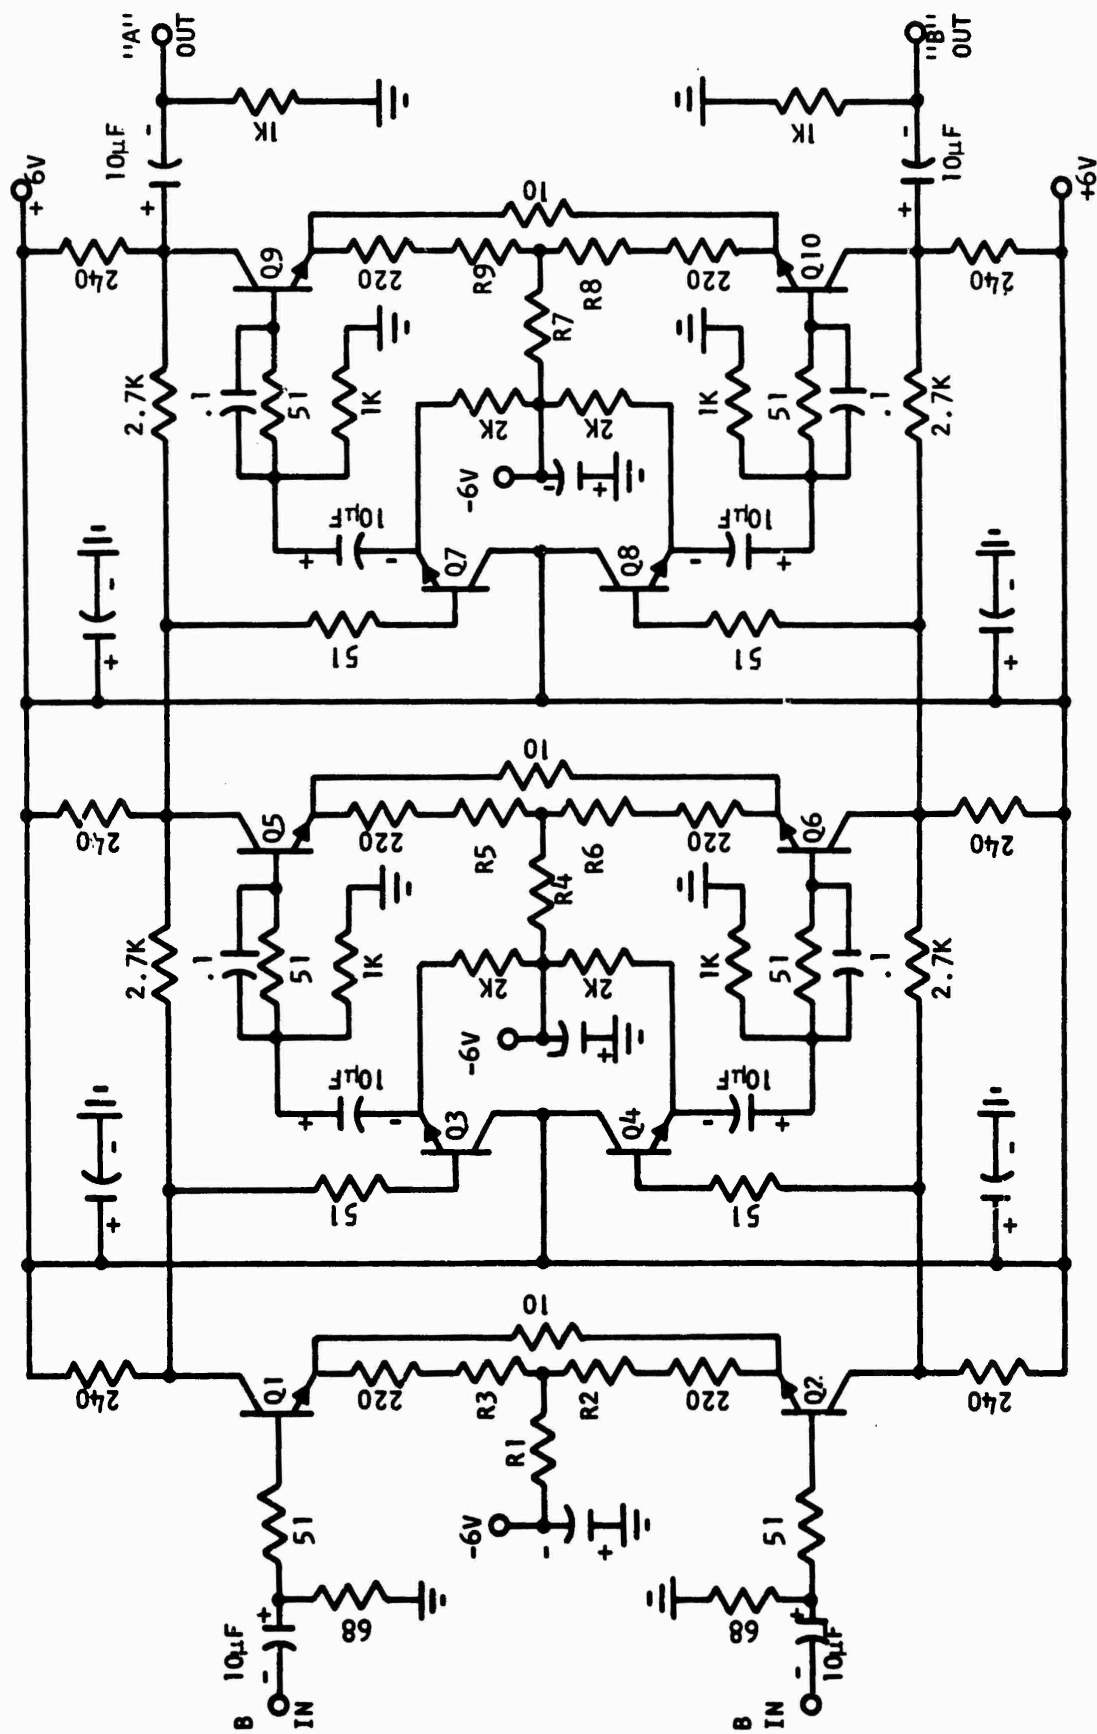 "A"
OUT
"B"
OUT
10µF
-
+
1K
1K
10µF
-
+
+
6V
+6V
240
Q9
10
220
R9
R8
220
Q10
240
R7
2.7K
.1
51
1K
2K
2K
1K
51
.1
2.7K
-6V
-
+
10µF
+
-
Q7
Q8
10µF
-
+
51
51
+
-
+
-
240
Q5
10
220
R5
R6
220
Q6
240
R4
2.7K
.1
51
1K
2K
2K
1K
51
.1
2.7K
-6V
+
10µF
+
-
Q3
Q4
10µF
-
+
51
51
+
-
+
-
240
Q1
10
220
R3
R2
220
Q2
240
R1
51
-6V
-
+
51
68
68
10µF
+
-
10µF
+
-
B
IN
B
IN